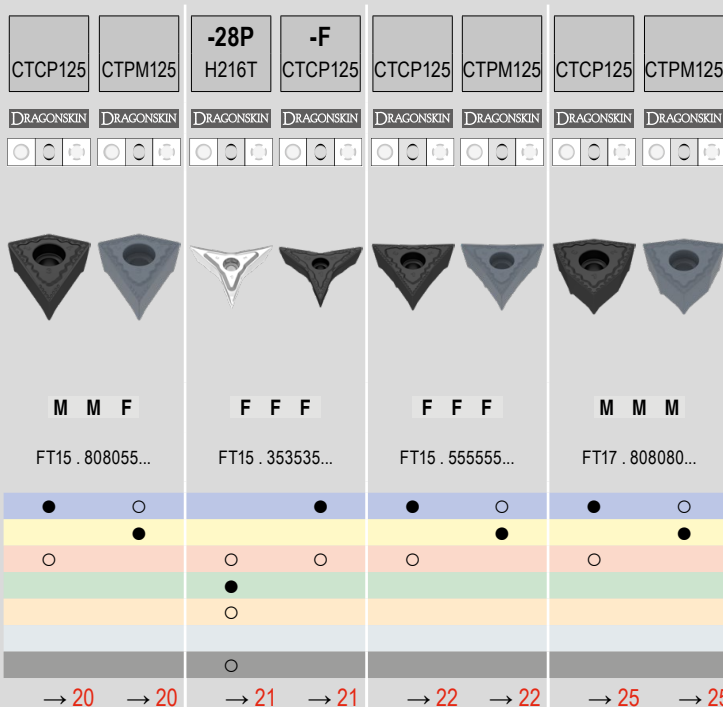 -28P -F
CTCP125 CTPM125 H216T CTCP125 CTCP125 CTPM125 CTCP125 CTPM125
DRAGONSKIN DRAGONSKIN DRAGONSKIN DRAGONSKIN DRAGONSKIN DRAGONSKIN DRAGONSKIN DRAGONSKIN
M M F F F F F F F M M M
FT15 . 808055... FT15 . 353535... FT15 . 555555... FT17 . 808080...
→ 20 → 20 → 21 → 21 → 22 → 22 → 25 → 25